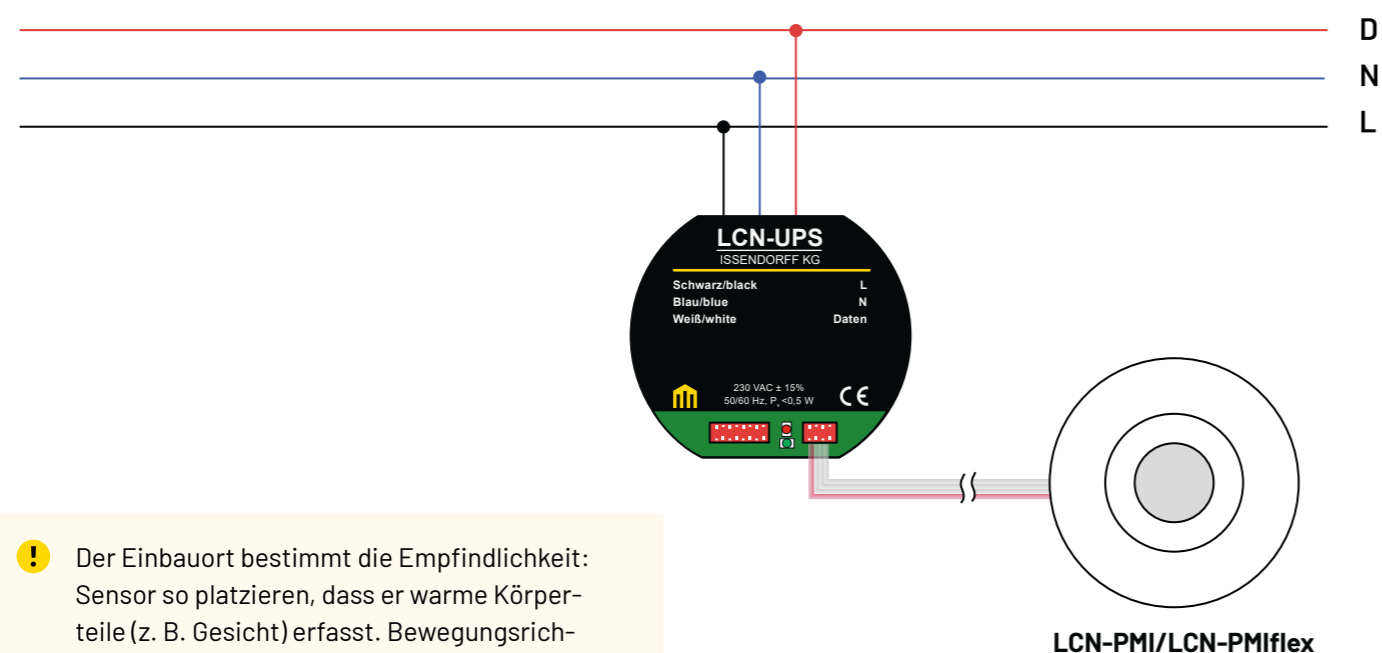 D
N
L
LCN-UPS
ISSENDORFF KG
Schwarz/black L
Blau/blue N
Weiß/white Daten
230 VAC ± 15%
50/60 Hz, Pv <0,5 W
CE
! Der Einbauort bestimmt die Empfindlichkeit:
Sensor so platzieren, dass er warme Körper-
teile (z. B. Gesicht) erfasst. Bewegungsrich-
LCN-PMI/LCN-PMIflex